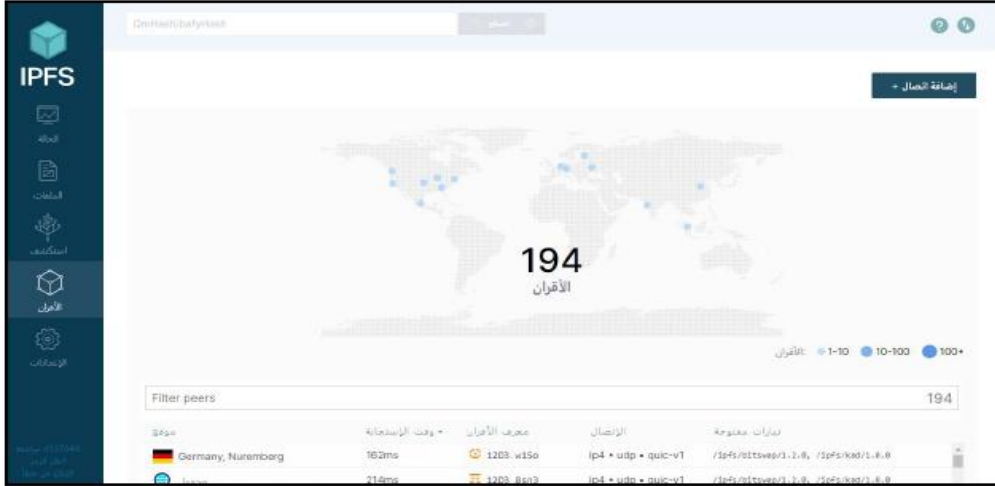 QmHash/bafyHash
تصفح
IPFS
إضافة اتصال +
الحالة
الملفات
استكشف
الأقران
الإعدادات
194
الأقران
الأقران: 1-10 10-100 100+
Filter peers 194
موقع وقت الإستجابة معرف الأقران الإتصال تيارات مفتوحة
Germany, Nuremberg 162ms ip4 • udp • quic-v1 /ipfs/bitswap/1.2.0, /ipfs/kad/1.0.0
214ms ip4 • udp • quic-v1 /ipfs/bitswap/1.2.0, /ipfs/kad/1.0.0